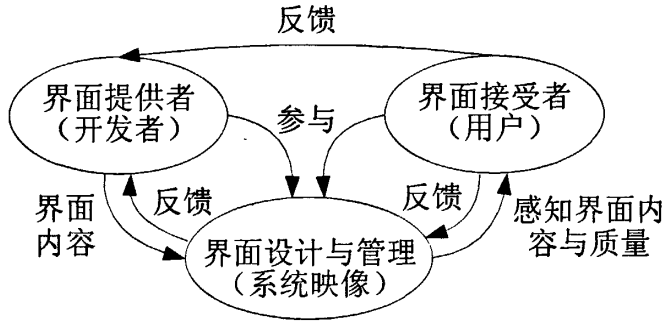 反馈
界面提供者
（开发者）
界面接受者
（用户）
参与
界面
内容
反馈
反馈
感知界面内
容与质量
界面设计与管理
（系统映像）